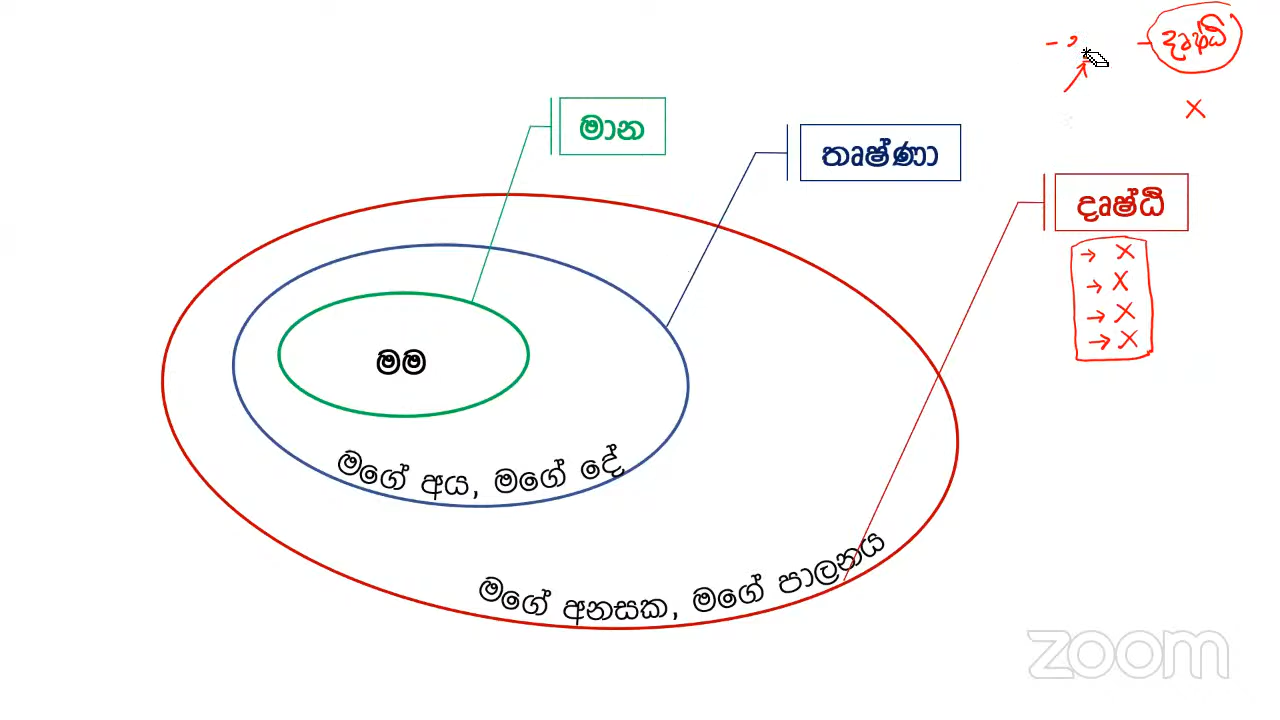 - දෘෂ්ඨි
මාන
තෘෂ්ණා
දෘෂ්ඨි
→ X
→ X
→ X
→ X
X
මම
මගේ අය, මගේ දේ
මගේ අනසක, මගේ පාලනය
zoom